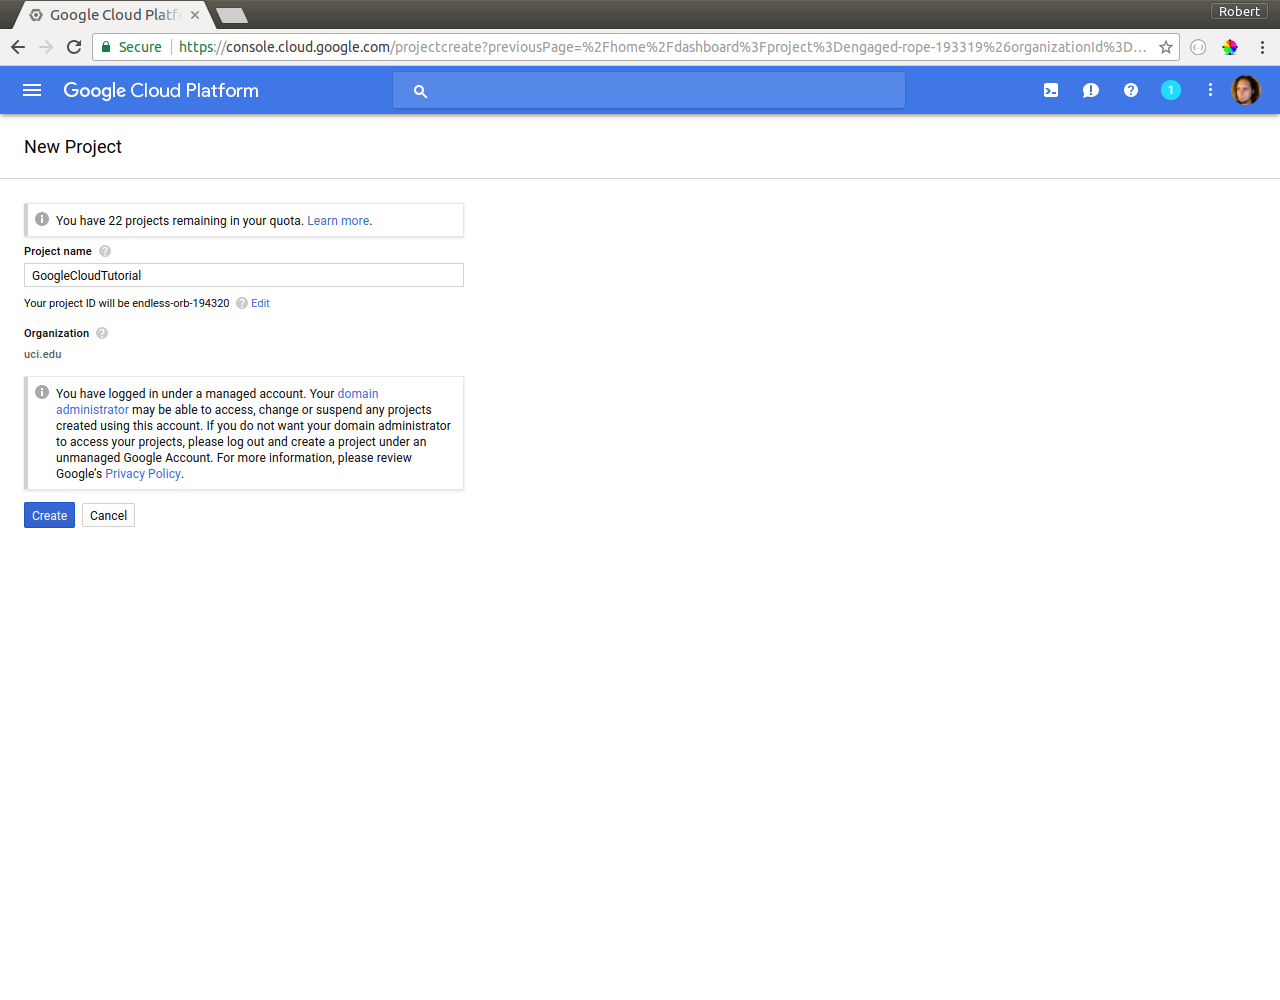 Google Cloud Platf
Robert
Secure
https://console.cloud.google.com/projectcreate?previousPage=%2Fhome%2Fdashboard%3Fproject%3Dengaged-rope-193319%26organizationId%3D...
Google Cloud Platform
1
New Project
You have 22 projects remaining in your quota. Learn more.
Project name
GoogleCloudTutorial
Your project ID will be endless-orb-194320 Edit
Organization
uci.edu
You have logged in under a managed account. Your domain
administrator may be able to access, change or suspend any projects
created using this account. If you do not want your domain administrator
to access your projects, please log out and create a project under an
unmanaged Google Account. For more information, please review
Google’s Privacy Policy.
Create
Cancel